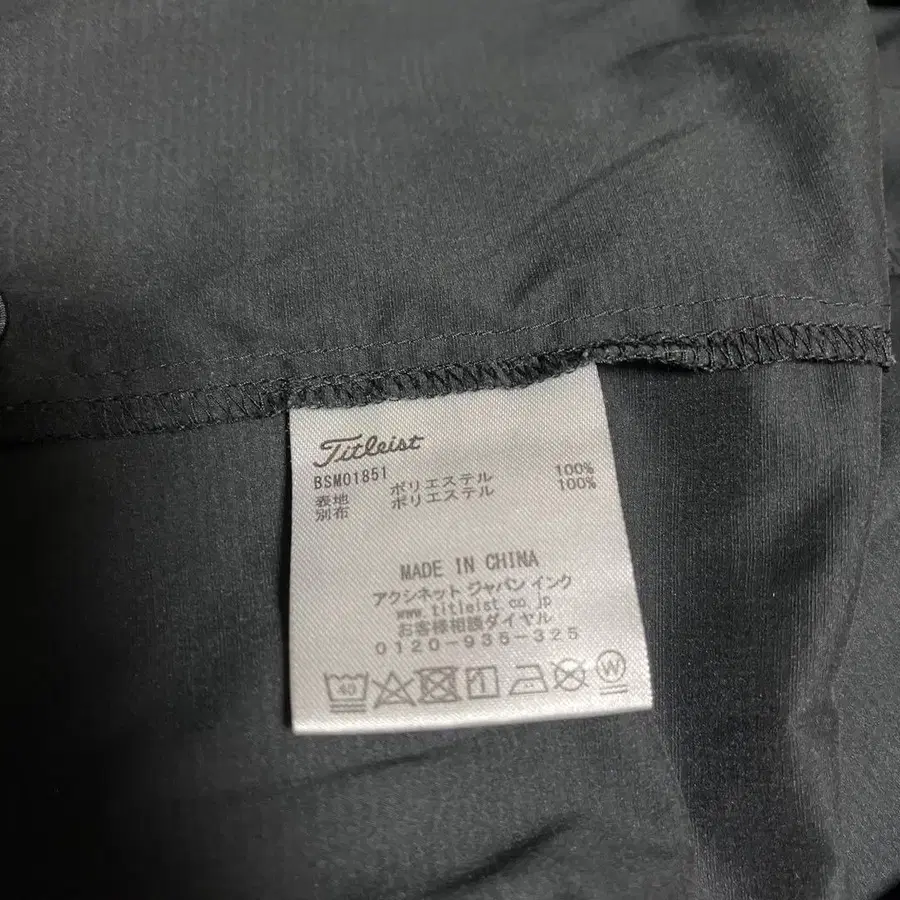 Titleist
BSM01851
表地 ポリエステル 100%
別布 ポリエステル 100%
MADE IN CHINA
アクシネット ジャパン インク
www.titleist.co.jp
お客様相談ダイヤル
0120-935-325
40
W